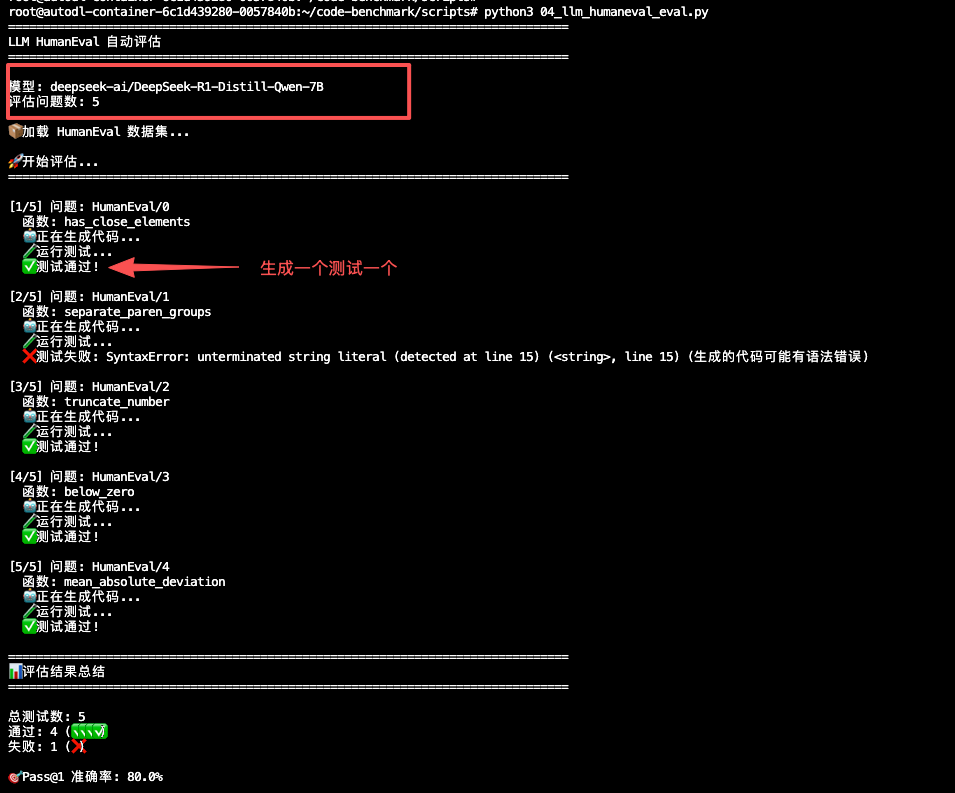 root@autodl-container-6c1d439280-0057840b:~/code-benchmark/scripts# python3 04_llm_humaneval_eval.py
================================================================================
LLM HumanEval 自动评估
================================================================================
模型: deepseek-ai/DeepSeek-R1-Distill-Qwen-7B
评估问题数: 5
📦加载 HumanEval 数据集...
🚀开始评估...
================================================================================
[1/5] 问题: HumanEval/0
函数: has_close_elements
🤖正在生成代码...
🧪运行测试...
✅测试通过!
生成一个测试一个
[2/5] 问题: HumanEval/1
函数: separate_paren_groups
🤖正在生成代码...
🧪运行测试...
❌测试失败: SyntaxError: unterminated string literal (detected at line 15) (<string>, line 15) (生成的代码可能有语法错误)
[3/5] 问题: HumanEval/2
函数: truncate_number
🤖正在生成代码...
🧪运行测试...
✅测试通过!
[4/5] 问题: HumanEval/3
函数: below_zero
🤖正在生成代码...
🧪运行测试...
✅测试通过!
[5/5] 问题: HumanEval/4
函数: mean_absolute_deviation
🤖正在生成代码...
🧪运行测试...
✅测试通过!
================================================================================
📊评估结果总结
================================================================================
总测试数: 5
通过: 4 (✅✅✅✅)
失败: 1 (❌)
🎯Pass@1 准确率: 80.0%